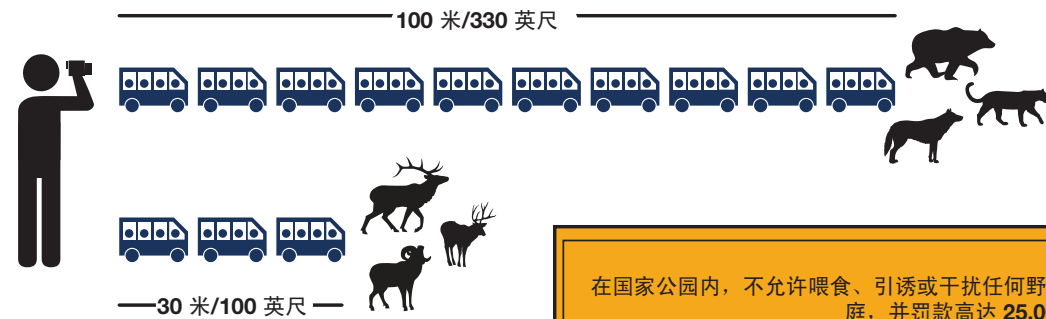 100 米/330 英尺
30 米/100 英尺
在国家公园内，不允许喂食、引诱或干扰任何野
庭，并罚款高达 25,0